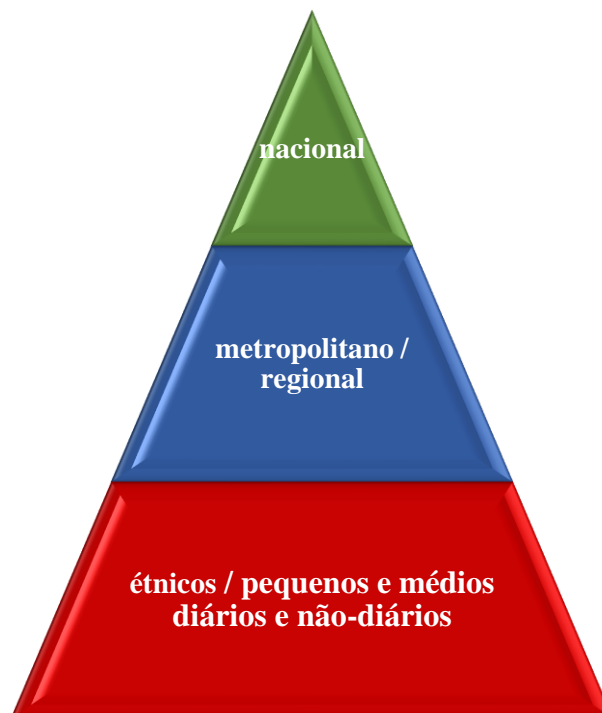 nacional
metropolitano /
regional
étnicos / pequenos e médios
diários e não-diários